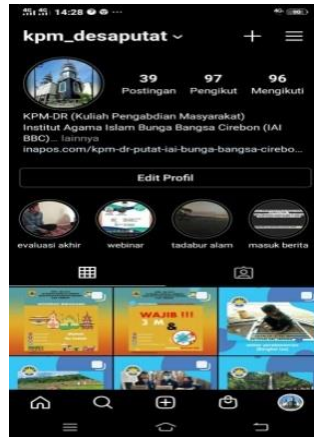 14:28
kpm_desaputat
39 97 96
Postingan Pengikut Mengikuti
KPM-DR (Kuliah Pengabdian Masyarakat)
Institut Agama Islam Bunga Bangsa Cirebon (IAI
BBC)... lainnya
inapos.com/kpm-dr-putat-iai-bunga-bangsa-cirebo...
Edit Profil
evaluasi akhir webinar tadabur alam masuk berita
WAJIB !!!
3 M
&